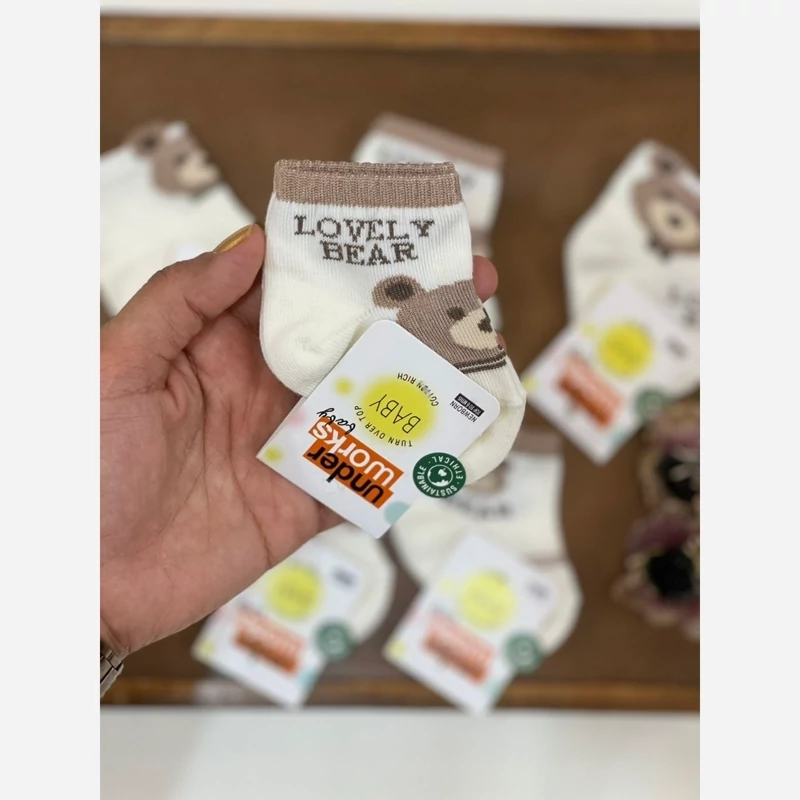 LOVELY
BEAR
under
works
baby
TURN OVER TOP
BABY
COTTON RICH
NEWBORN
SUSTAINABLE · ETHICAL ·